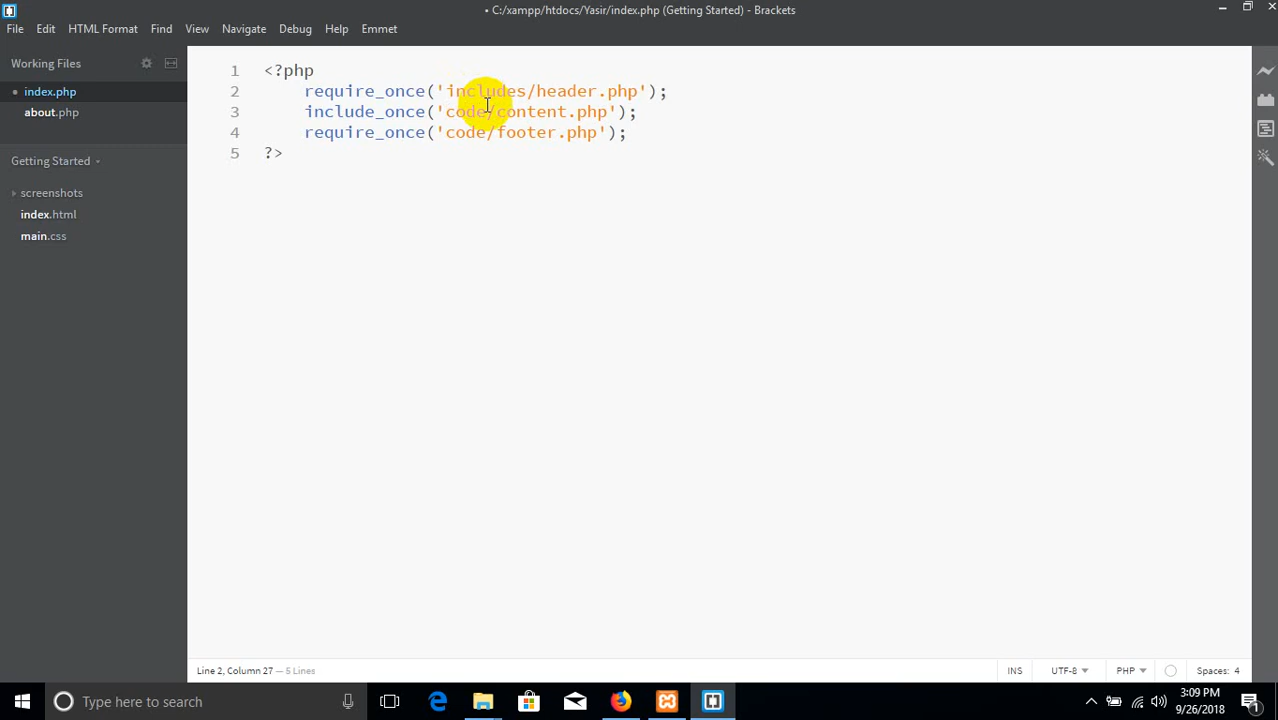 • C:/xampp/htdocs/Yasir/index.php (Getting Started) - Brackets
File Edit HTML Format Find View Navigate Debug Help Emmet
Working Files
index.php
about.php
Getting Started
screenshots
index.html
main.css
1 <?php
2 require_once('includes/header.php');
3 include_once('code/content.php');
4 require_once('code/footer.php');
5 ?>
Line 2, Column 27 — 5 Lines
INS UTF-8 PHP Spaces: 4
Type here to search
3:09 PM
9/26/2018
1